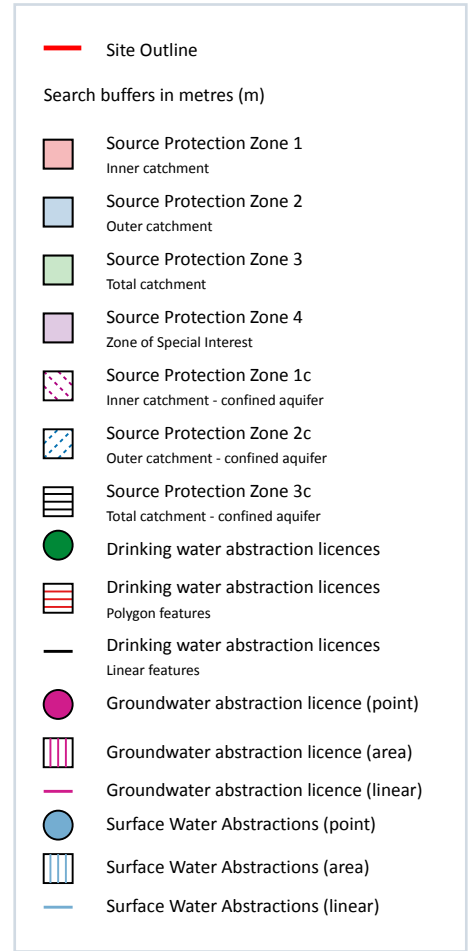 Site Outline
Search buffers in metres (m)
Source Protection Zone 1
Inner catchment
Source Protection Zone 2
Outer catchment
Source Protection Zone 3
Total catchment
Source Protection Zone 4
Zone of Special Interest
Source Protection Zone 1c
Inner catchment - confined aquifer
Source Protection Zone 2c
Outer catchment - confined aquifer
Source Protection Zone 3c
Total catchment - confined aquifer
Drinking water abstraction licences
Drinking water abstraction licences
Polygon features
Drinking water abstraction licences
Linear features
Groundwater abstraction licence (point)
Groundwater abstraction licence (area)
Groundwater abstraction licence (linear)
Surface Water Abstractions (point)
Surface Water Abstractions (area)
Surface Water Abstractions (linear)